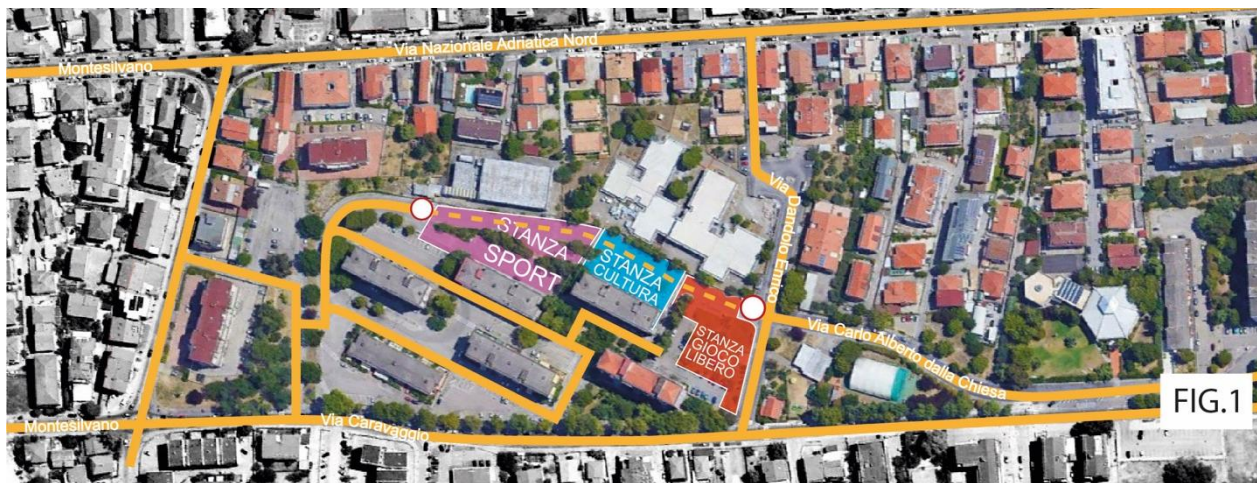 Via Nazionale Adriatica Nord
Montesilvano
Via Dandolo Enrico
STANZA
SPORT
STANZA
CULTURA
STANZA
GIOCO
LIBERO
Via Carlo Alberto dalla Chiesa
FIG.1
Via Caravaggio
Montesilvano